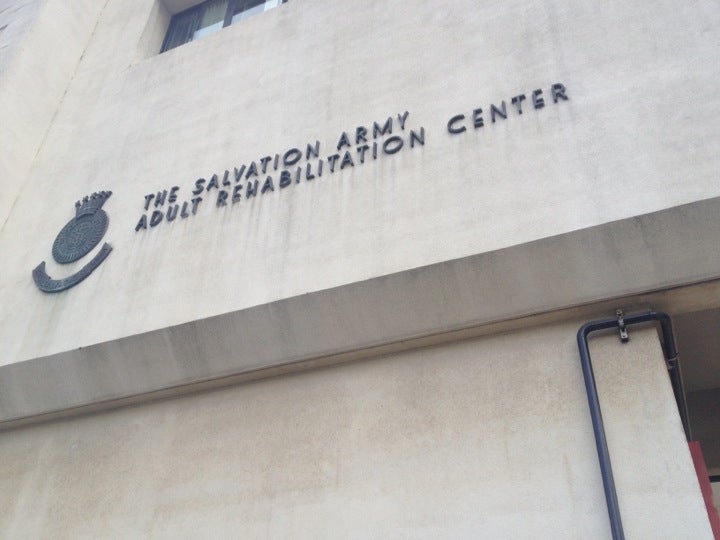 THE SALVATION ARMY
ADULT REHABILITATION CENTER